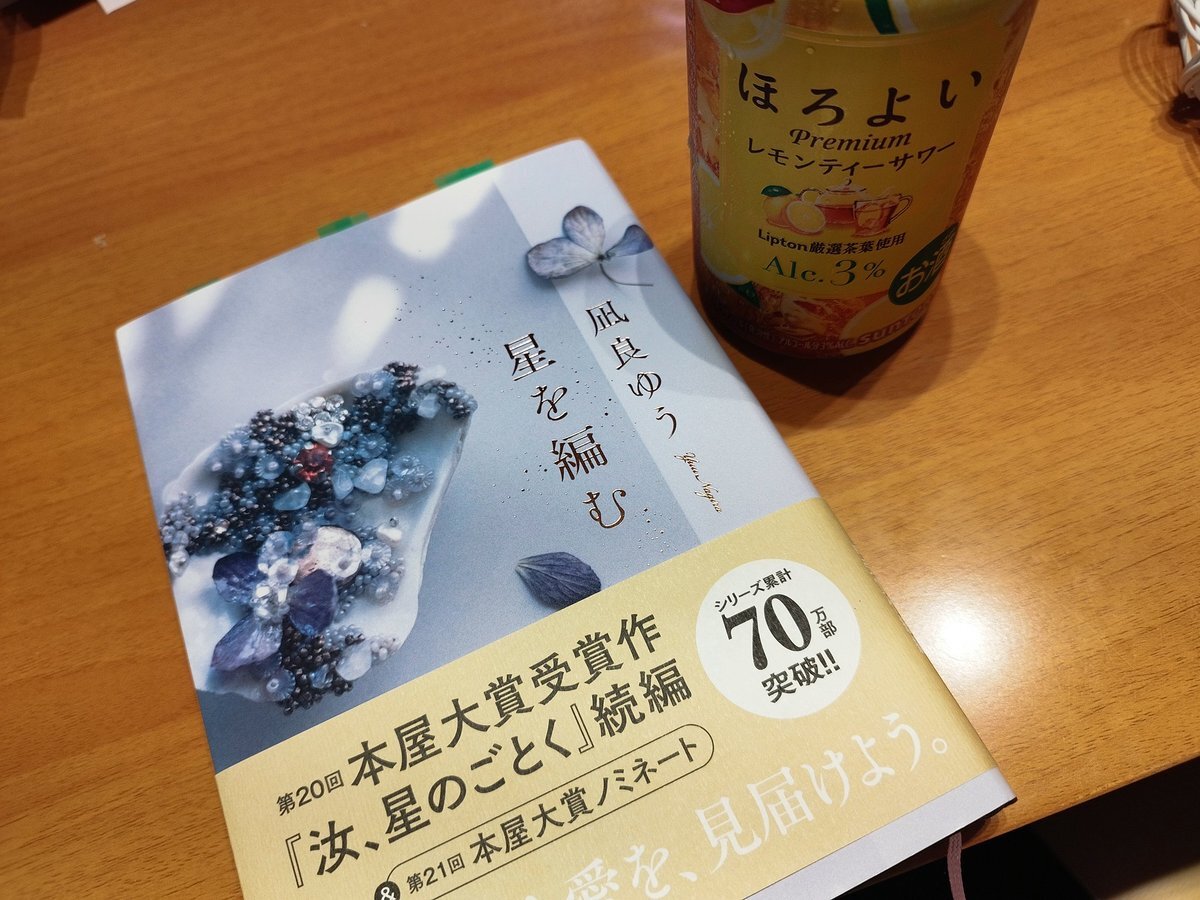 凪良ゆう
星を編む
Yuu Nagira
シリーズ累計
70万部
突破!!
第20回 本屋大賞受賞作
『汝、星のごとく』続編
&
第21回 本屋大賞ノミネート
愛を、見届けよう。
ほろよい
Premium
レモンティーサワー
Lipton厳選茶葉使用
Alc.3%
お酒